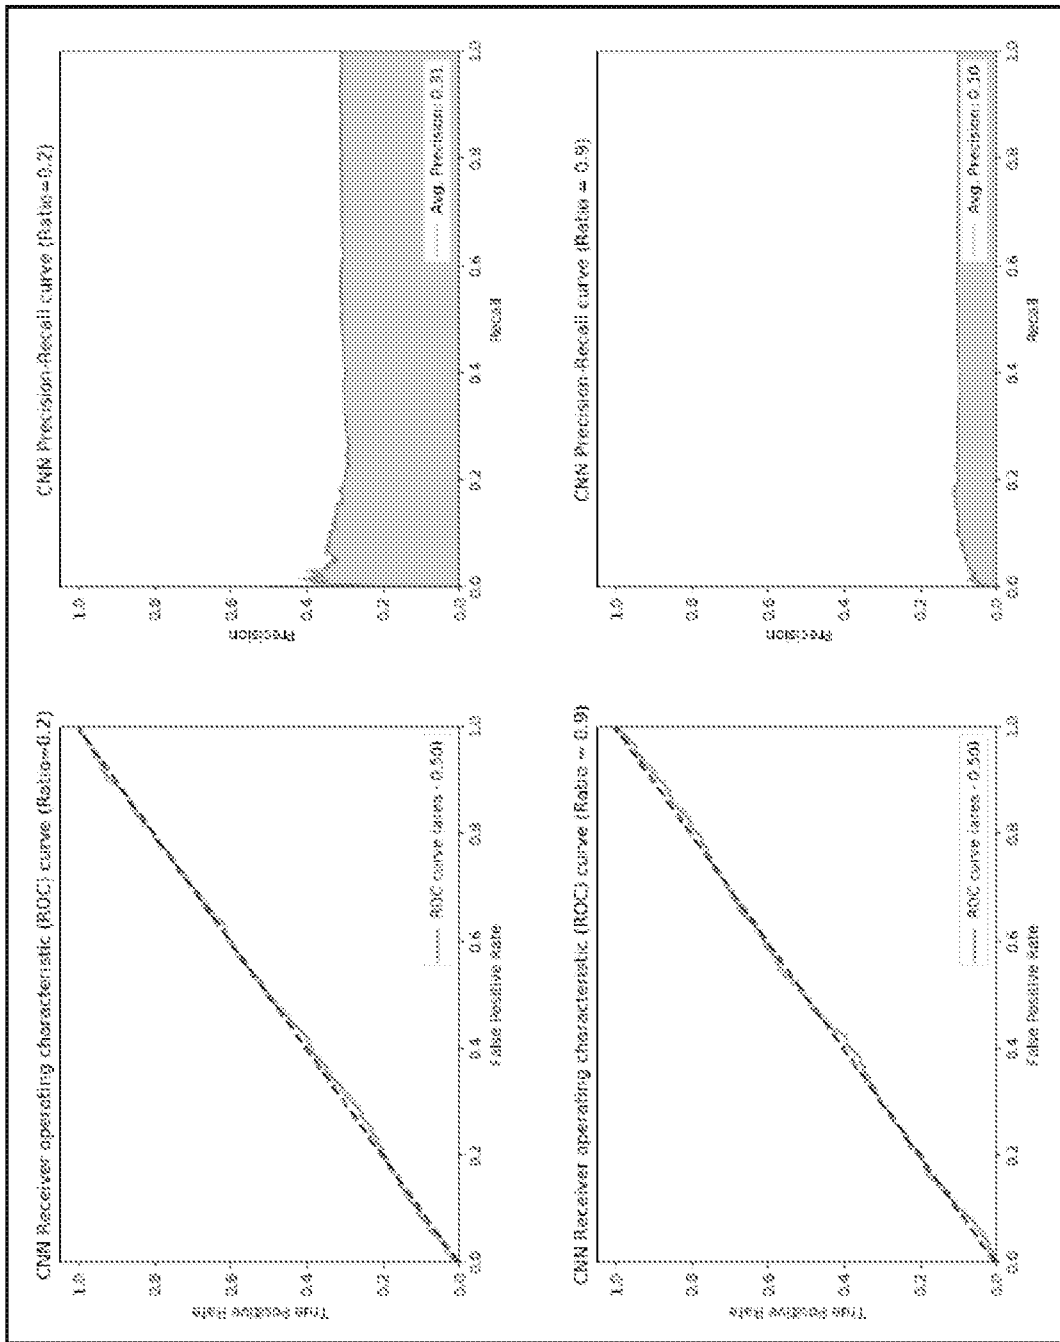 CNN Receiver operating characteristic (ROC) curve (Ratio=0.2)
True Positive Rate
1.0
0.8
0.6
0.4
0.2
0.0
ROC curve (area = 0.50)
0.0 0.2 0.4 0.6 0.8 1.0
False Positive Rate
CNN Precision-Recall curve (Ratio=0.2)
Precision
1.0
0.8
0.6
0.4
0.2
0.0
Avg. Precision: 0.31
0.0 0.2 0.4 0.6 0.8 1.0
Recall
CNN Receiver operating characteristic (ROC) curve (Ratio = 0.9)
True Positive Rate
1.0
0.8
0.6
0.4
0.2
0.0
ROC curve (area = 0.50)
0.0 0.2 0.4 0.6 0.8 1.0
False Positive Rate
CNN Precision-Recall curve (Ratio = 0.9)
Precision
1.0
0.8
0.6
0.4
0.2
0.0
Avg. Precision: 0.10
0.0 0.2 0.4 0.6 0.8 1.0
Recall